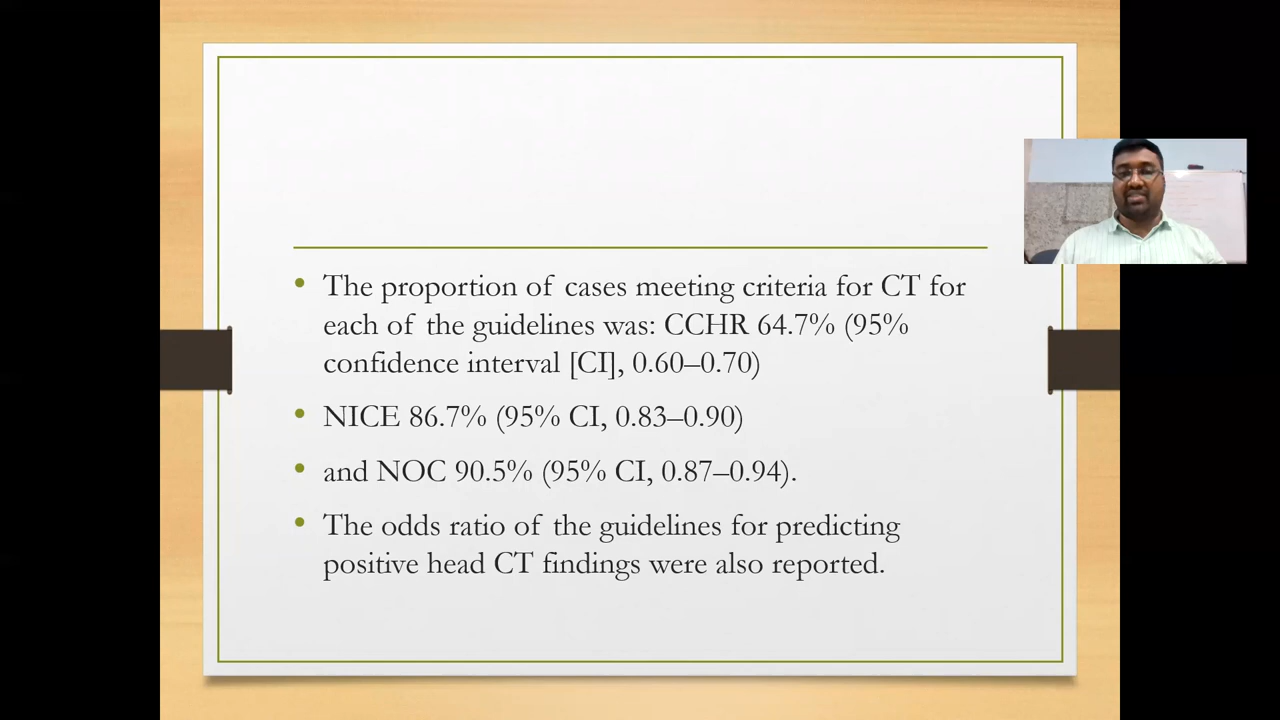 The proportion of cases meeting criteria for CT for
each of the guidelines was: CCHR 64.7% (95%
confidence interval [CI], 0.60–0.70)
NICE 86.7% (95% CI, 0.83–0.90)
and NOC 90.5% (95% CI, 0.87–0.94).
The odds ratio of the guidelines for predicting
positive head CT findings were also reported.